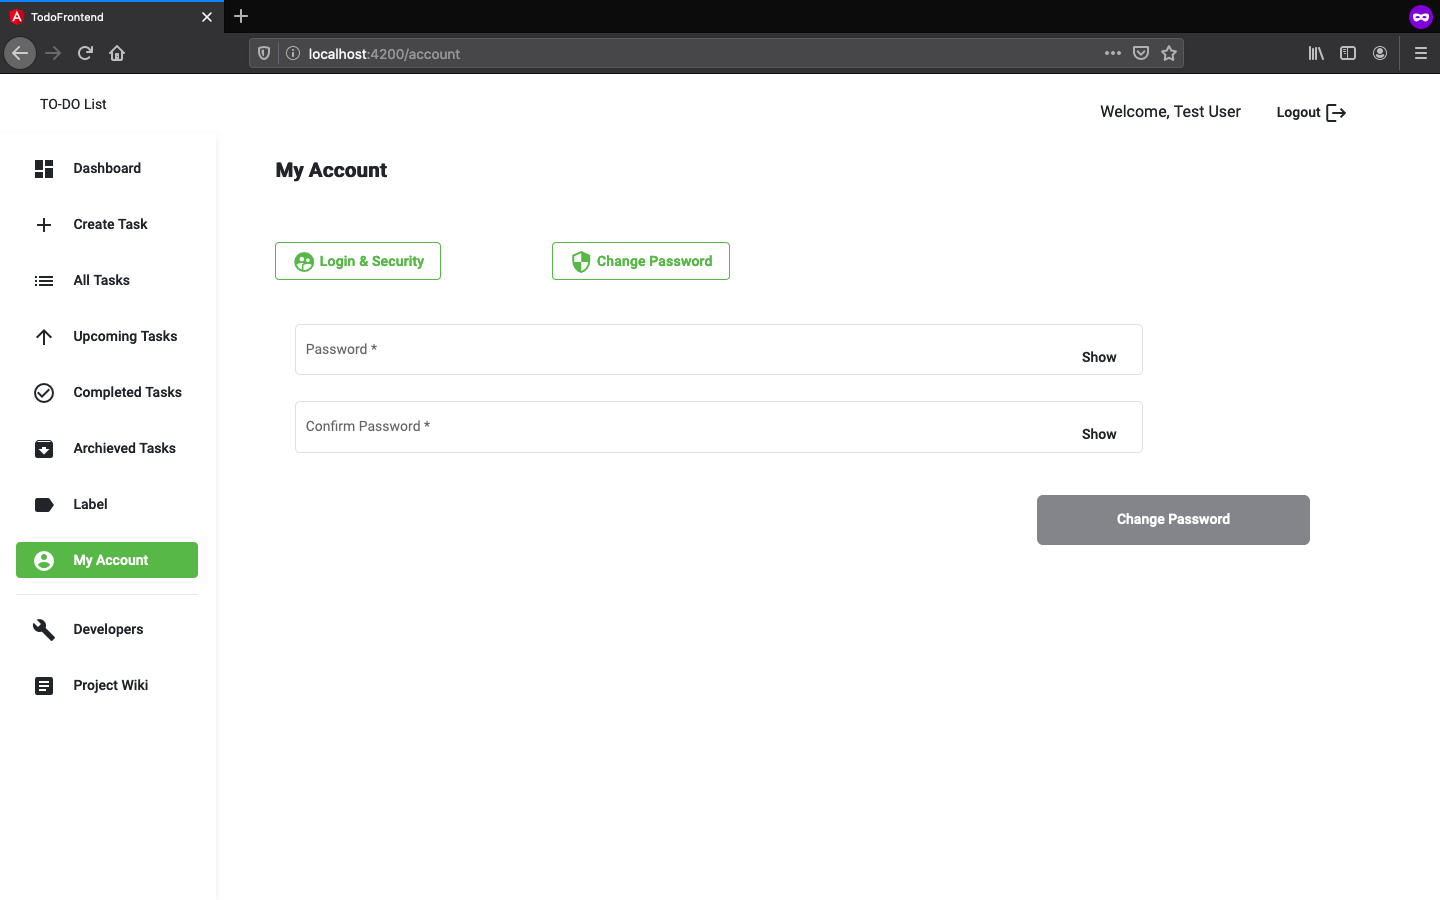 TodoFrontend
localhost:4200/account
TO-DO List
Welcome, Test User
Logout
Dashboard
Create Task
All Tasks
Upcoming Tasks
Completed Tasks
Archieved Tasks
Label
My Account
Developers
Project Wiki
My Account
Login & Security
Change Password
Password *
Show
Confirm Password *
Show
Change Password